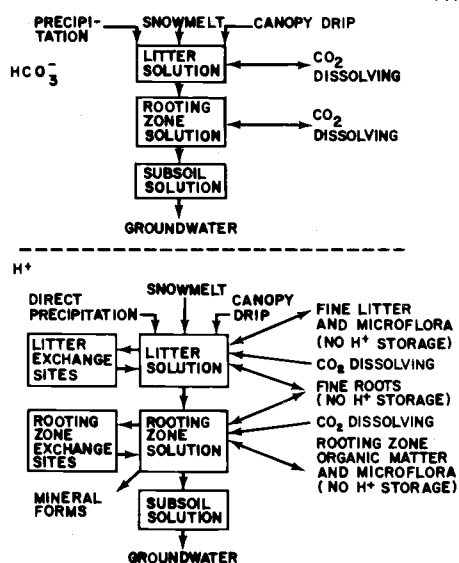 PRECIPI-
TATION
SNOWMELT
CANOPY DRIP
HCO3−
LITTER
SOLUTION
CO2
DISSOLVING
ROOTING
ZONE
SOLUTION
CO2
DISSOLVING
SUBSOIL
SOLUTION
GROUNDWATER
H+
DIRECT
PRECIPITATION
SNOWMELT
CANOPY
DRIP
LITTER
EXCHANGE
SITES
LITTER
SOLUTION
FINE LITTER
AND MICROFLORA
(NO H+ STORAGE)
CO2 DISSOLVING
FINE ROOTS
(NO H+ STORAGE)
ROOTING
ZONE
EXCHANGE
SITES
ROOTING
ZONE
SOLUTION
CO2 DISSOLVING
ROOTING ZONE
ORGANIC MATTER
AND MICROFLORA
(NO H+ STORAGE)
MINERAL
FORMS
SUBSOIL
SOLUTION
GROUNDWATER